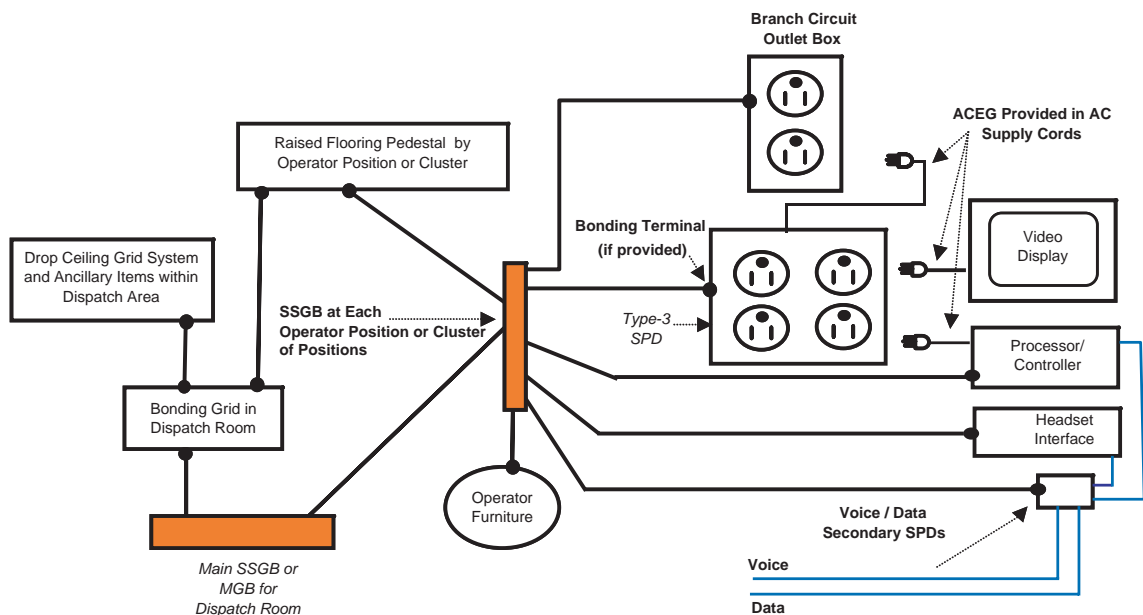 Branch Circuit
Outlet Box
ACEG Provided in AC
Supply Cords
Raised Flooring Pedestal by
Operator Position or Cluster
Bonding Terminal
(if provided)
Video
Display
Drop Ceiling Grid System
and Ancillary Items within
Dispatch Area
SSGB at Each
Operator Position or Cluster
of Positions
Type-3
SPD
Processor/
Controller
Bonding Grid in
Dispatch Room
Headset
Interface
Operator
Furniture
Voice / Data
Secondary SPDs
Main SSGB or
MGB for
Dispatch Room
Voice
Data